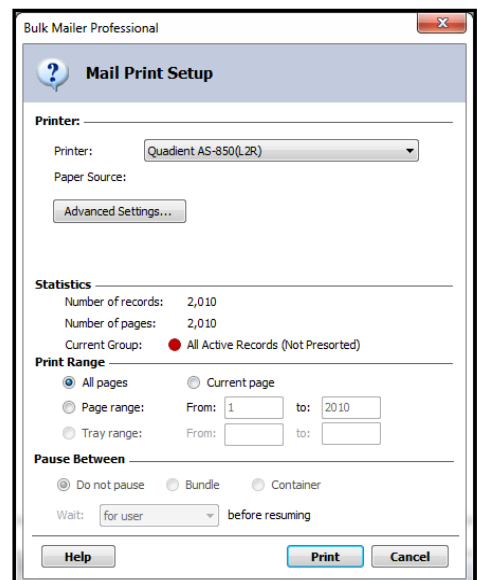 Bulk Mailer Professional
Mail Print Setup
Printer:
Printer: Quadient AS-850(L2R)
Paper Source:
Advanced Settings...
Statistics
Number of records: 2,010
Number of pages: 2,010
Current Group: All Active Records (Not Presorted)
Print Range
All pages Current page
Page range: From: 1 to: 2010
Tray range: From: to:
Pause Between
Do not pause Bundle Container
Wait: for user before resuming
Help Print Cancel